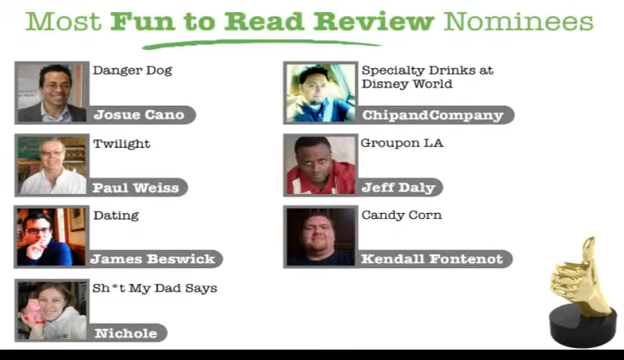 Most Fun to Read Review Nominees
Danger Dog
Josue Cano
Twilight
Paul Weiss
Dating
James Beswick
Sh*t My Dad Says
Nichole
Specialty Drinks at
Disney World
ChipandCompany
Groupon LA
Jeff Daly
Candy Corn
Kendall Fontenot